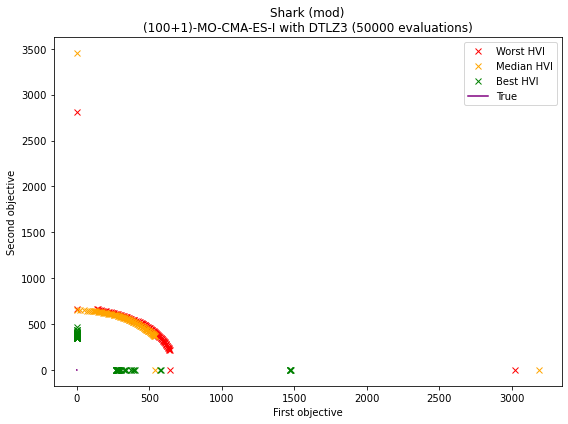 Shark (mod)
(100+1)-MO-CMA-ES-I with DTLZ3 (50000 evaluations)
Worst HVI
Median HVI
Best HVI
True
Second objective
3500
3000
2500
2000
1500
1000
500
0
0
500
1000
1500
2000
2500
3000
First objective